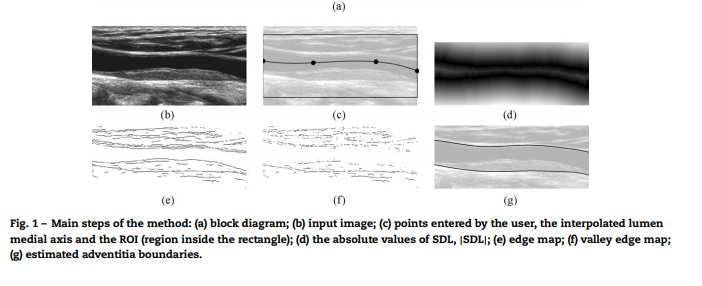 (a)
(b)
(c)
(d)
(e)
(f)
(g)
Fig. 1 – Main steps of the method: (a) block diagram; (b) input image; (c) points entered by the user, the interpolated lumen
medial axis and the ROI (region inside the rectangle); (d) the absolute values of SDL, |SDL|; (e) edge map; (f) valley edge map;
(g) estimated adventitia boundaries.